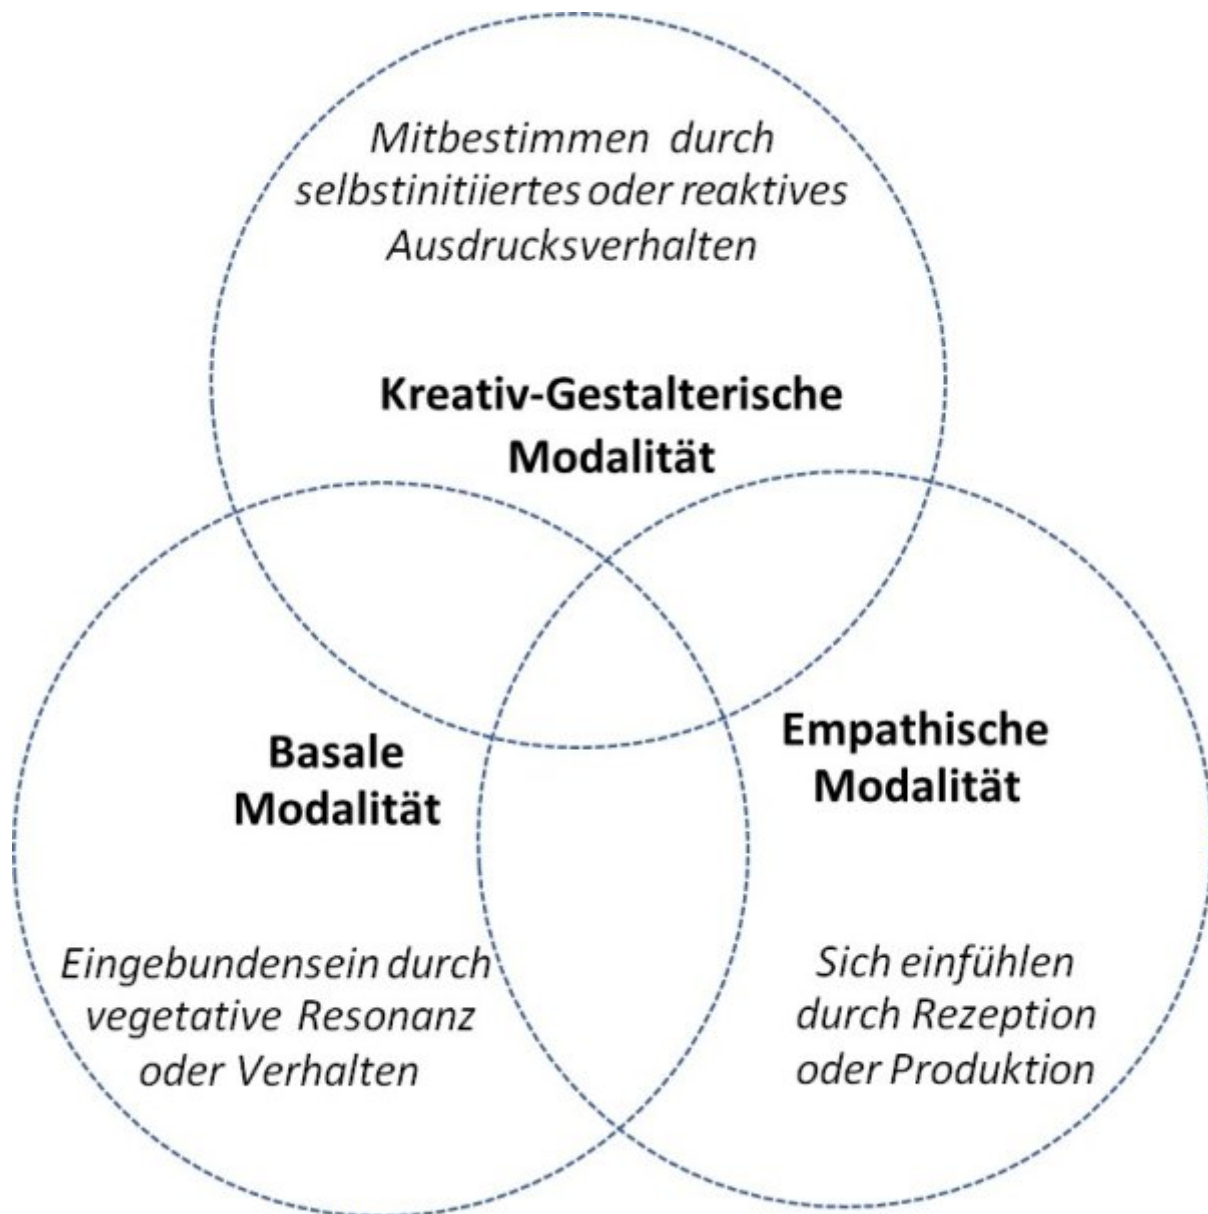 Mitbestimmen durch
selbstinitiiertes oder reaktives
Ausdrucksverhalten
Kreativ-Gestalterische
Modalität
Basale
Modalität
Eingebundensein durch
vegetative Resonanz
oder Verhalten
Empathische
Modalität
Sich einfühlen
durch Rezeption
oder Produktion